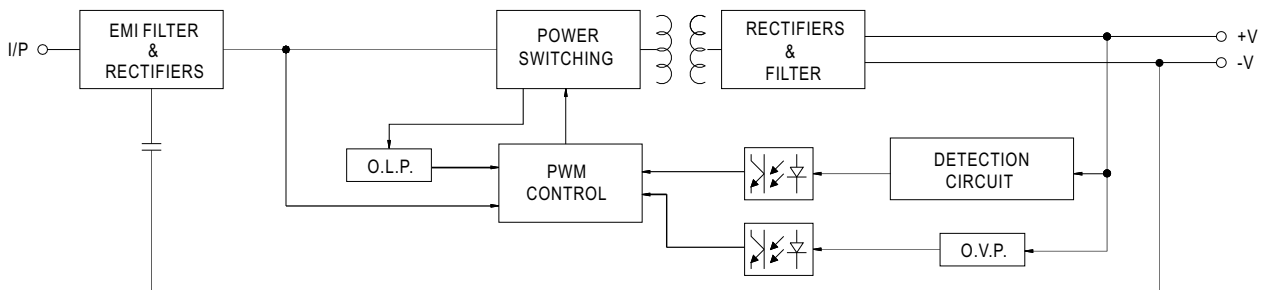 I/P
EMI FILTER
&
RECTIFIERS
POWER
SWITCHING
RECTIFIERS
&
FILTER
+V
-V
O.L.P.
PWM
CONTROL
DETECTION
CIRCUIT
O.V.P.